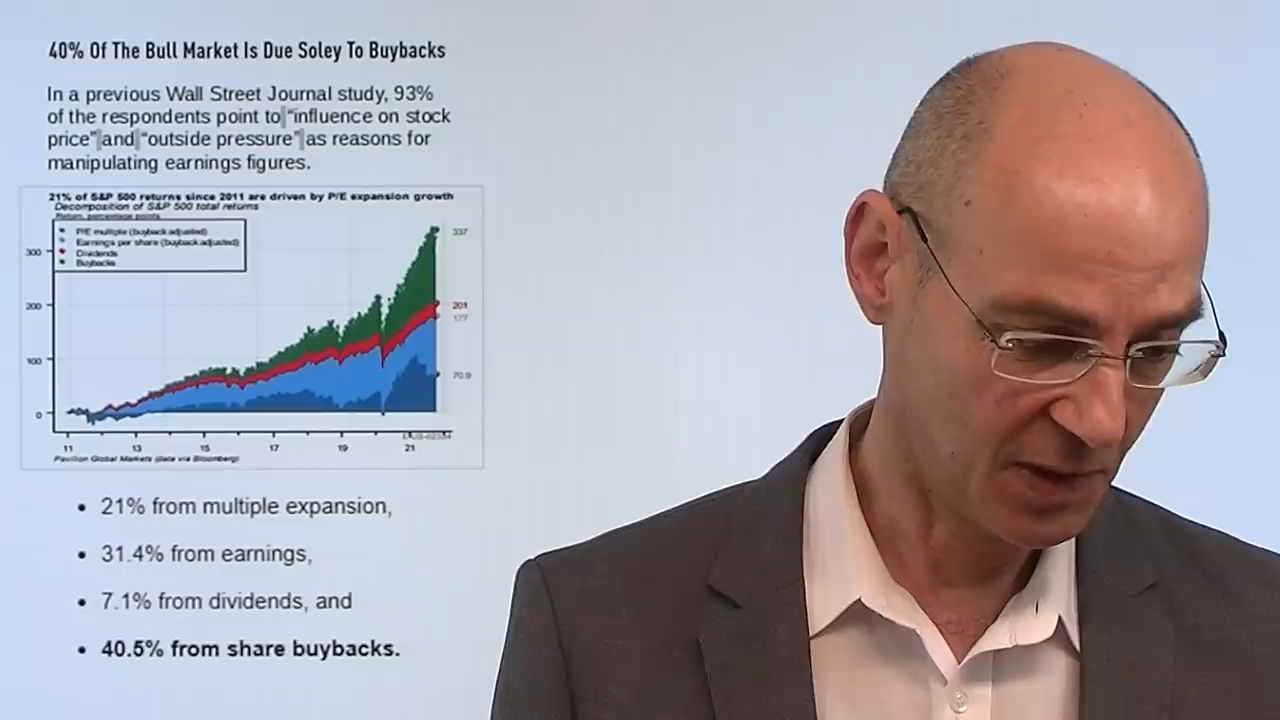 40% Of The Bull Market Is Due Soley To Buybacks
In a previous Wall Street Journal study, 93%
of the respondents point to “influence on stock
price” and “outside pressure” as reasons for
manipulating earnings figures.
21% of S&P 500 returns since 2011 are driven by P/E expansion growth
Decomposition of S&P 500 total returns
Return, percentage points
P/E multiple (buyback adjusted)
Earnings per share (buyback adjusted)
Dividends
Buybacks
337
300
201
200
177
100
70.9
0
11 13 15 17 19 21
Pavilion Global Markets (data via Bloomberg)
• 21% from multiple expansion,
• 31.4% from earnings,
• 7.1% from dividends, and
• 40.5% from share buybacks.